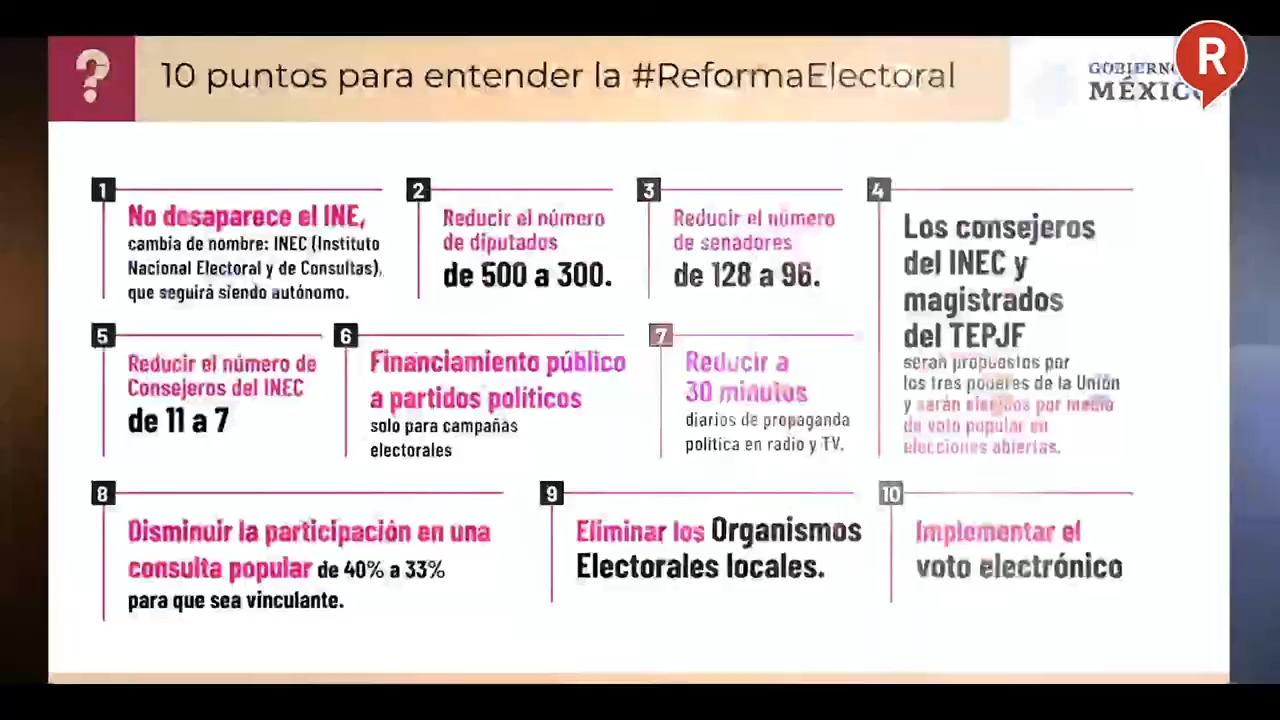 ?
10 puntos para entender la #ReformaElectoral
GOBIERNO
MÉXICO
R
1
No desaparece el INE,
cambia de nombre: INEC (Instituto
Nacional Electoral y de Consultas),
que seguirá siendo autónomo.
2
Reducir el número
de diputados
de 500 a 300.
3
Reducir el número
de senadores
de 128 a 96.
4
Los consejeros
del INEC y
magistrados
del TEPJF
serán propuestos por
los tres poderes de la Unión
y serán elegidos por medio
de voto popular en
elecciones abiertas.
5
Reducir el número de
Consejeros del INEC
de 11 a 7
6
Financiamiento público
a partidos políticos
solo para campañas
electorales
7
Reducir a
30 minutos
diarios de propaganda
política en radio y TV.
8
Disminuir la participación en una
consulta popular de 40% a 33%
para que sea vinculante.
9
Eliminar los Organismos
Electorales locales.
10
Implementar el
voto electrónico